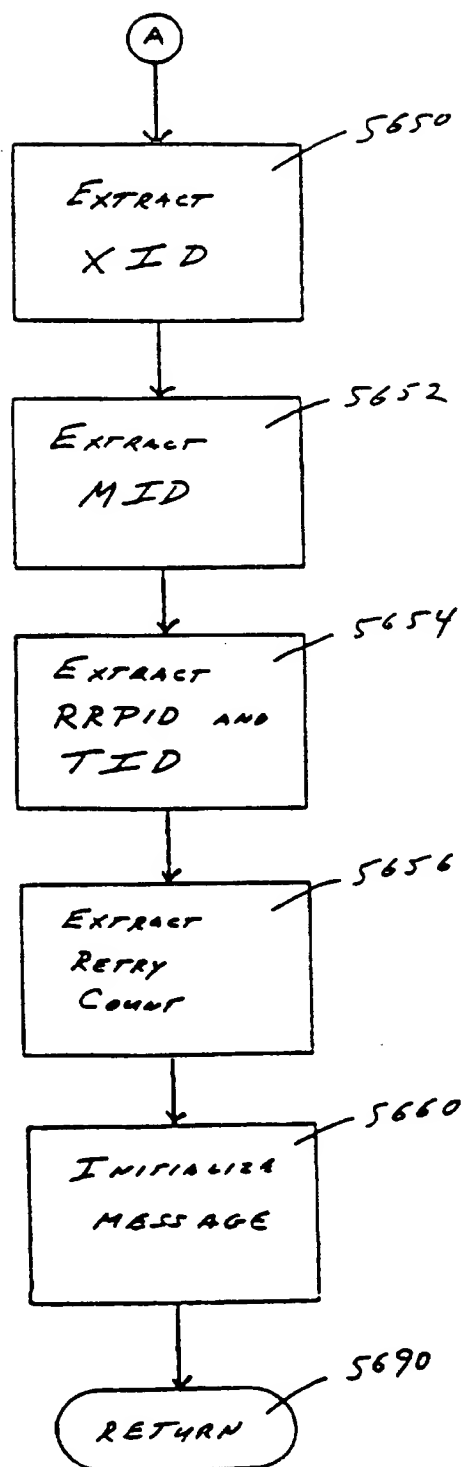 A
5650
EXTRACT
XID
5652
EXTRACT
MID
5654
EXTRACT
RRPID AND
TID
5656
EXTRACT
RETRY
COUNT
5660
INITIALIZE
MESSAGE
5690
RETURN